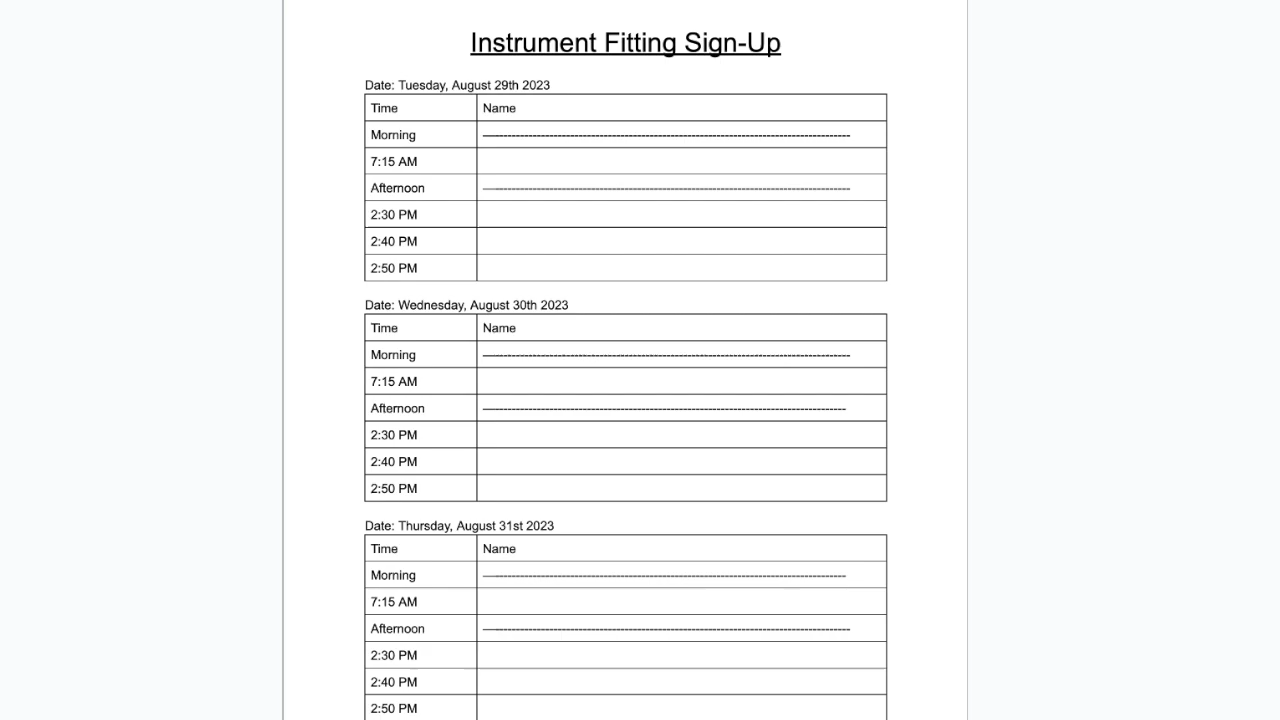 Instrument Fitting Sign-Up
Date: Tuesday, August 29th 2023
Time Name
Morning —--------------------------------------------------------------------------------------
7:15 AM
Afternoon —--------------------------------------------------------------------------------------
2:30 PM
2:40 PM
2:50 PM
Date: Wednesday, August 30th 2023
Time Name
Morning —--------------------------------------------------------------------------------------
7:15 AM
Afternoon —-------------------------------------------------------------------------------------
2:30 PM
2:40 PM
2:50 PM
Date: Thursday, August 31st 2023
Time Name
Morning —-------------------------------------------------------------------------------------
7:15 AM
Afternoon —--------------------------------------------------------------------------------------
2:30 PM
2:40 PM
2:50 PM